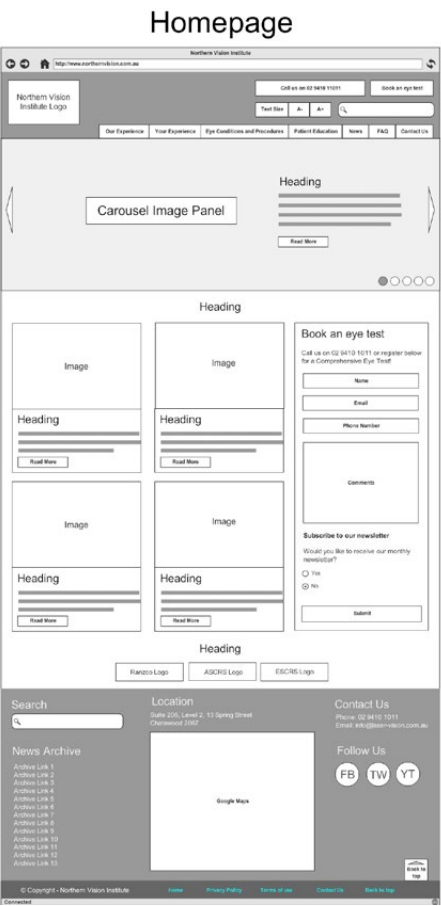 Homepage
Northern Vision Institute
http://www.northernvision.com.au
Northern Vision
Institute Logo
Call us on 02 9410 1011
Book an eye test
Text Size
A-
A+
Our Experience
Your Experience
Eye Conditions and Procedures
Patient Education
News
FAQ
Contact Us
Carousel Image Panel
Heading
Read More
Heading
Image
Heading
Read More
Image
Heading
Read More
Image
Heading
Read More
Image
Heading
Read More
Book an eye test
Call us on 02 9410 1011 or register below
for a Comprehensive Eye Test!
Name
Email
Phone Number
Comments
Subscribe to our newsletter
Would you like to receive our monthly
newsletter?
Yes
No
Submit
Heading
Ranzco Logo
ASCRS Logo
ESCRS Logo
Search
News Archive
Archive Link 1
Archive Link 2
Archive Link 3
Archive Link 4
Archive Link 5
Archive Link 6
Archive Link 7
Archive Link 8
Archive Link 9
Archive Link 10
Archive Link 11
Archive Link 12
Archive Link 13
Location
Level 2, 13 Spring Street
Chatswood 2067
Google Maps
Contact Us
Phone: 02 9410 1011
Email:
Follow Us
FB
TW
YT
Back to
top
© Copyright - Northern Vision Institute
Home
Privacy Policy
Terms of use
Contact Us
Back to top
Connected